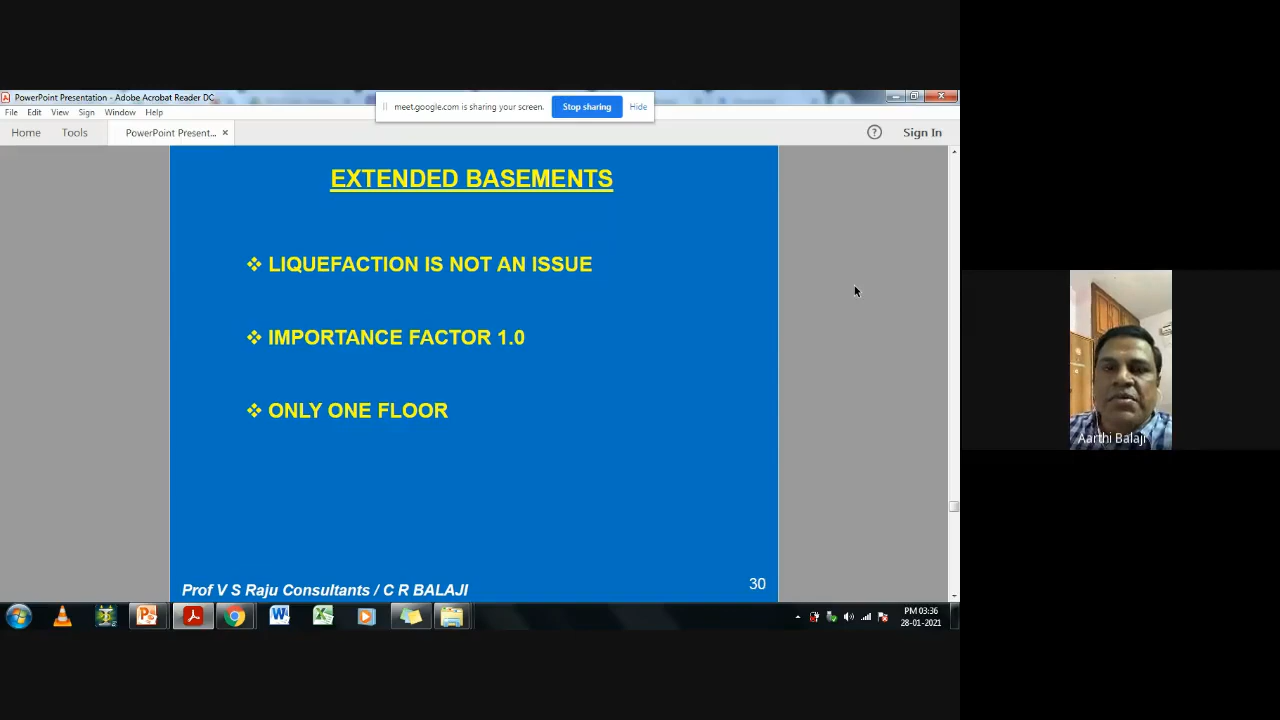 PowerPoint Presentation - Adobe Acrobat Reader DC
File Edit View Sign Window Help
meet.google.com is sharing your screen. Stop sharing Hide
Home Tools PowerPoint Present... × ? Sign In
EXTENDED BASEMENTS
❖ LIQUEFACTION IS NOT AN ISSUE
❖ IMPORTANCE FACTOR 1.0
❖ ONLY ONE FLOOR
Prof V S Raju Consultants / C R BALAJI
30
Aarthi Balaji
PM 03:36
28-01-2021